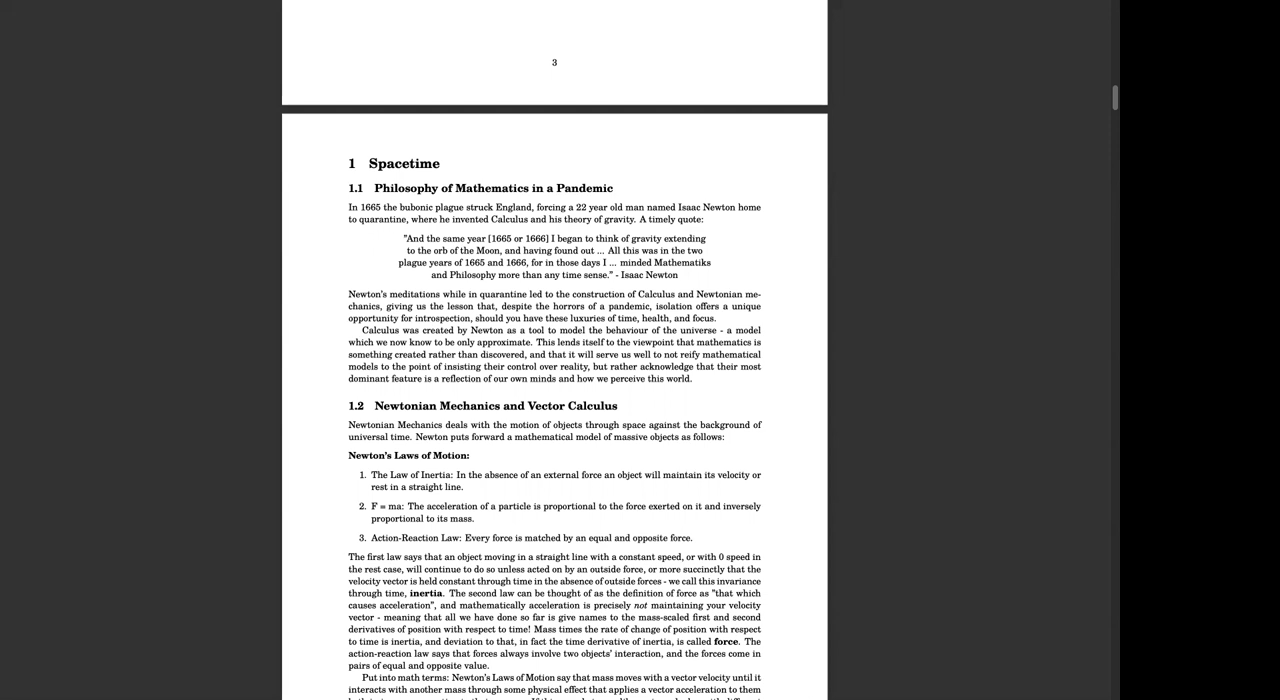 3
1 Spacetime
1.1 Philosophy of Mathematics in a Pandemic
In 1665 the bubonic plague struck England, forcing a 22 year old man named Isaac Newton home
to quarantine, where he invented Calculus and his theory of gravity. A timely quote:
"And the same year [1665 or 1666] I began to think of gravity extending
to the orb of the Moon, and having found out ... All this was in the two
plague years of 1665 and 1666, for in those days I ... minded Mathematiks
and Philosophy more than any time sense." - Isaac Newton
Newton's meditations while in quarantine led to the construction of Calculus and Newtonian me-
chanics, giving us the lesson that, despite the horrors of a pandemic, isolation offers a unique
opportunity for introspection, should you have these luxuries of time, health, and focus.
Calculus was created by Newton as a tool to model the behaviour of the universe - a model
which we now know to be only approximate. This lends itself to the viewpoint that mathematics is
something created rather than discovered, and that it will serve us well to not reify mathematical
models to the point of insisting their control over reality, but rather acknowledge that their most
dominant feature is a reflection of our own minds and how we perceive this world.
1.2 Newtonian Mechanics and Vector Calculus
Newtonian Mechanics deals with the motion of objects through space against the background of
universal time. Newton puts forward a mathematical model of massive objects as follows:
Newton's Laws of Motion:
1. The Law of Inertia: In the absence of an external force an object will maintain its velocity or
rest in a straight line.
2. F = ma: The acceleration of a particle is proportional to the force exerted on it and inversely
proportional to its mass.
3. Action-Reaction Law: Every force is matched by an equal and opposite force.
The first law says that an object moving in a straight line with a constant speed, or with 0 speed in
the rest case, will continue to do so unless acted on by an outside force, or more succinctly that the
velocity vector is held constant through time in the absence of outside forces - we call this invariance
through time, inertia. The second law can be thought of as the definition of force as "that which
causes acceleration", and mathematically acceleration is precisely not maintaining your velocity
vector - meaning that all we have done so far is give names to the mass-scaled first and second
derivatives of position with respect to time! Mass times the rate of change of position with respect
to time is inertia, and deviation to that, in fact the time derivative of inertia, is called force. The
action-reaction law says that forces always involve two objects' interaction, and the forces come in
pairs of equal and opposite value.
Put into math terms: Newton's Laws of Motion say that mass moves with a vector velocity until it
interacts with another mass through some physical effect that applies a vector acceleration to them